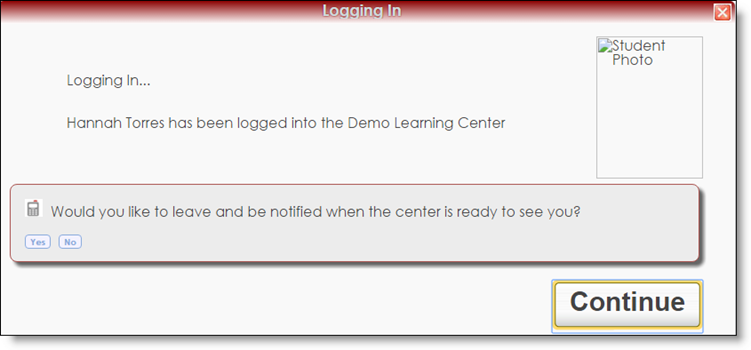 Logging In
Student
Photo
Logging In...
Hannah Torres has been logged into the Demo Learning Center
Would you like to leave and be notified when the center is ready to see you?
Yes No
Continue